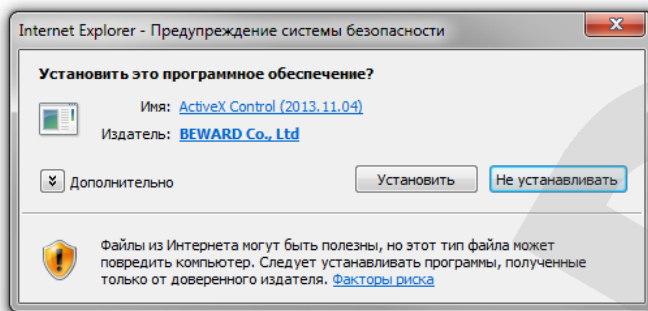 Internet Explorer - Предупреждение системы безопасности
Установить это программное обеспечение?
Имя: ActiveX Control (2013.11.04)
Издатель: BEWARD Co., Ltd
Дополнительно
Установить
Не устанавливать
Файлы из Интернета могут быть полезны, но этот тип файла может
повредить компьютер. Следует устанавливать программы, полученные
только от доверенного издателя. Факторы риска